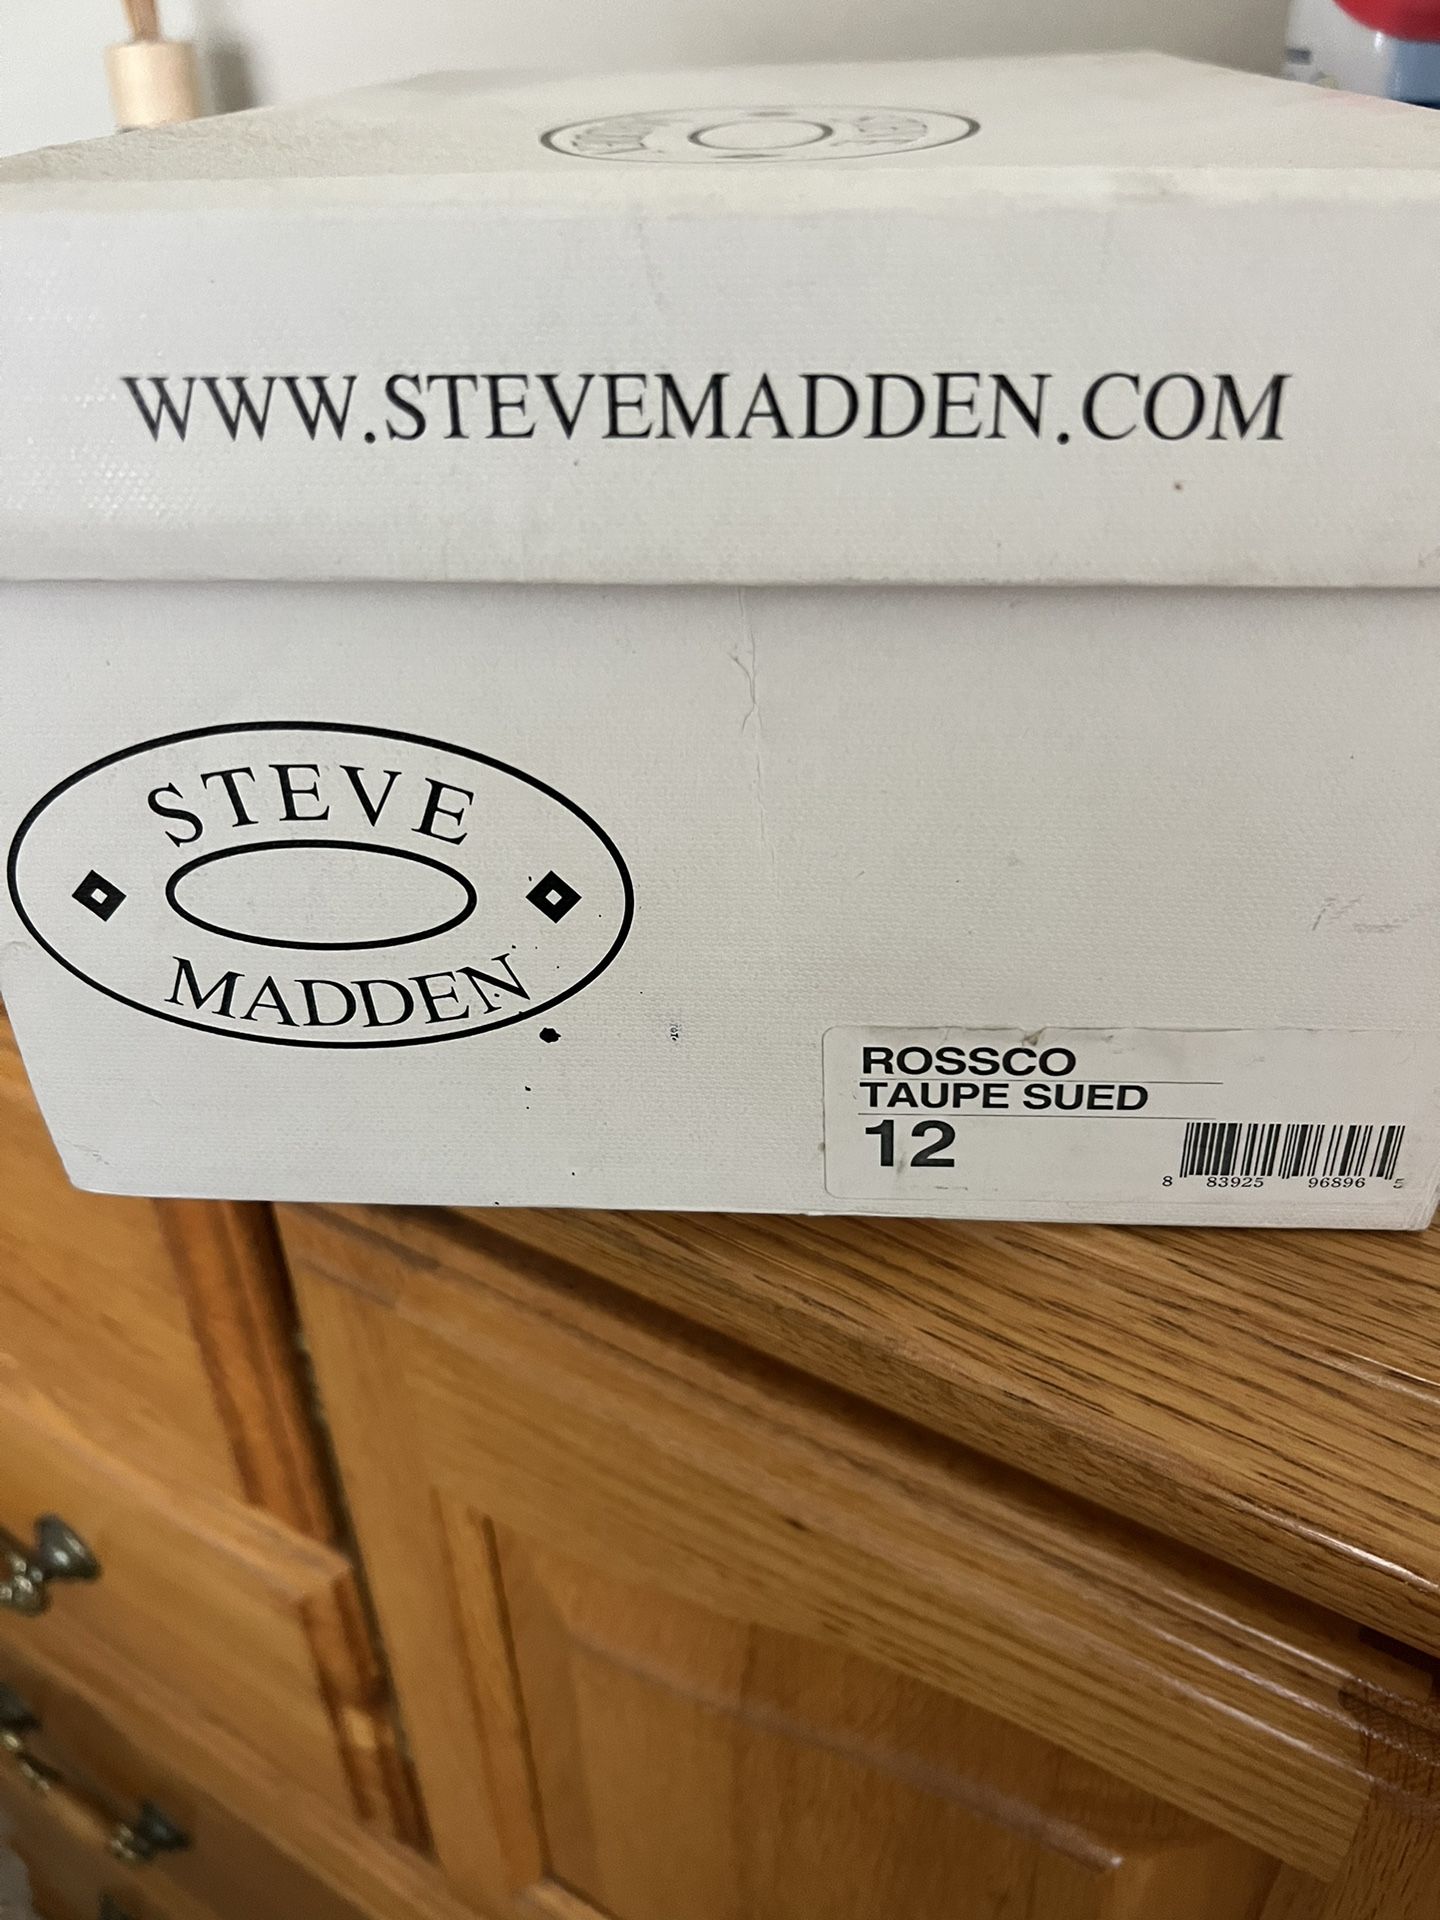 WWW.STEVEMADDEN.COM
STEVE
MADDEN
ROSSCO
TAUPE SUED
12
8 83925 96896 5